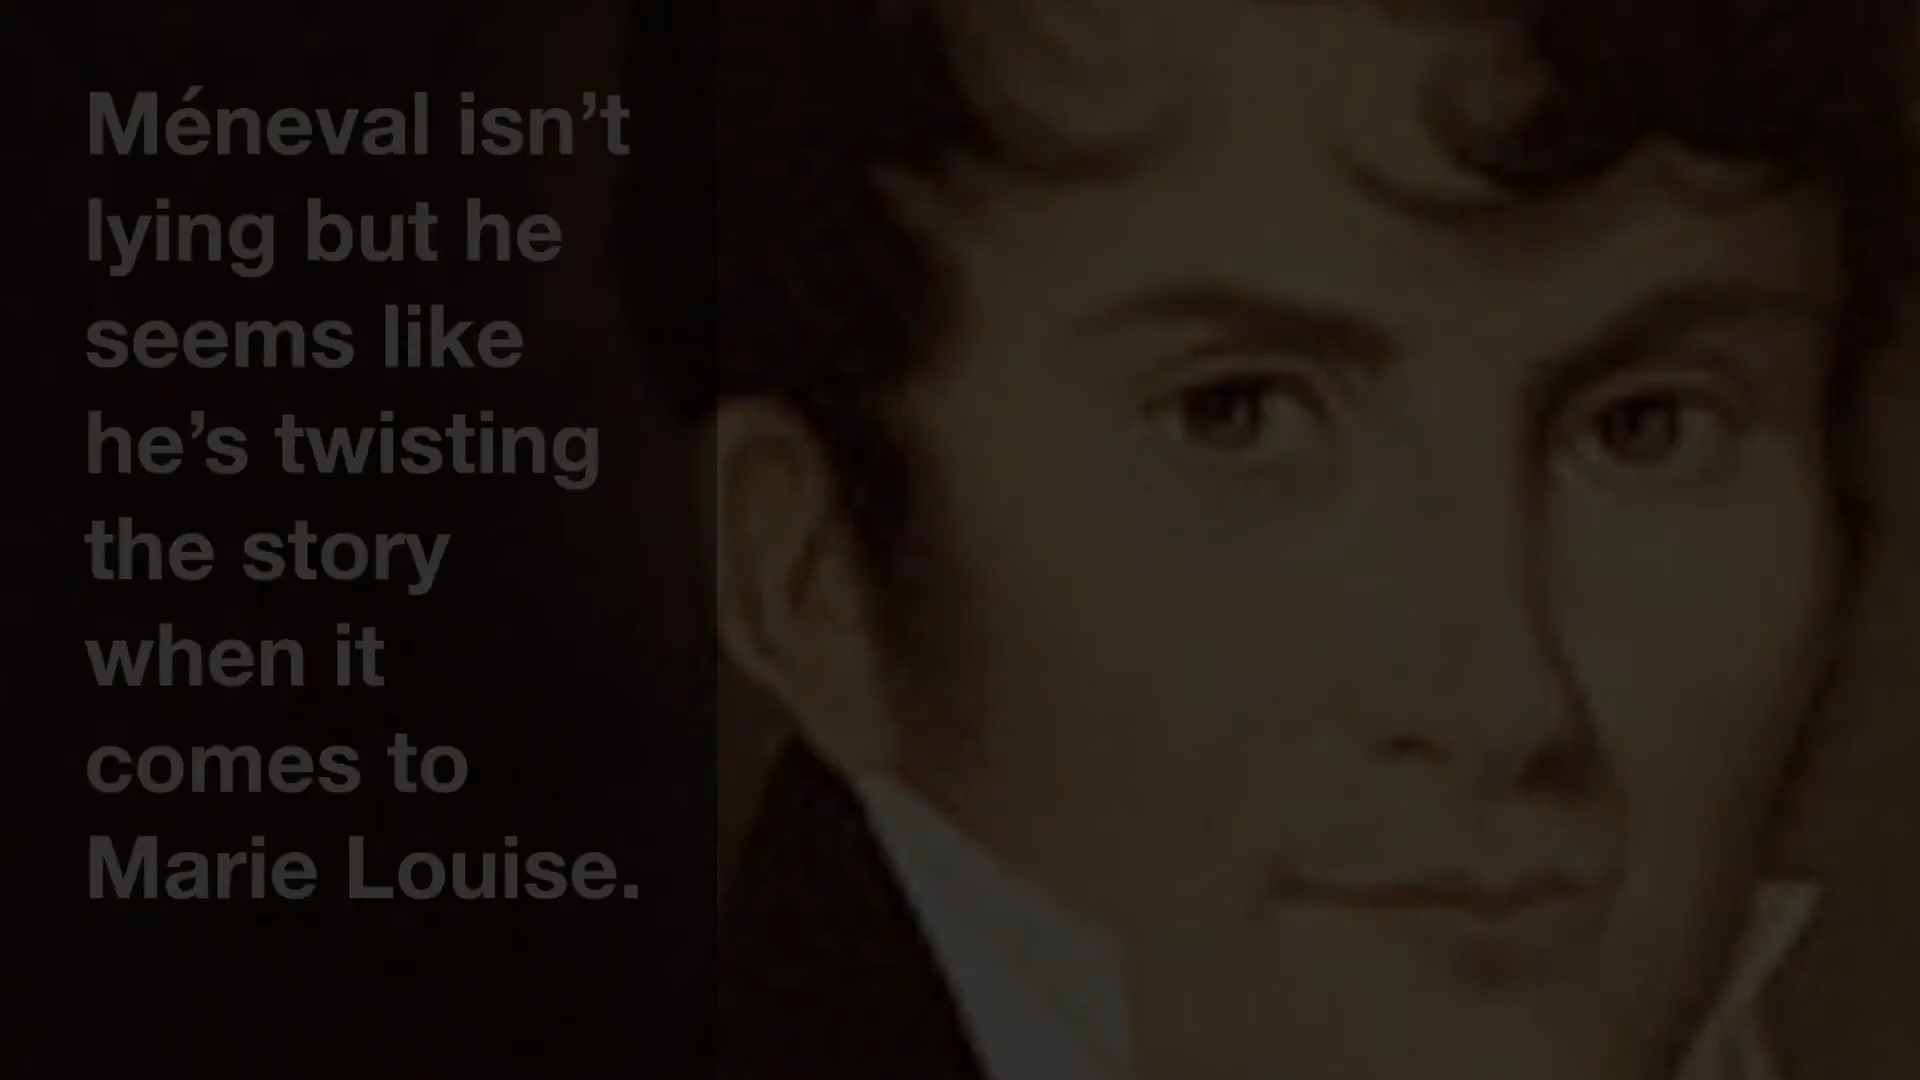 Méneval isn’t
lying but he
seems like
he’s twisting
the story
when it
comes to
Marie Louise.